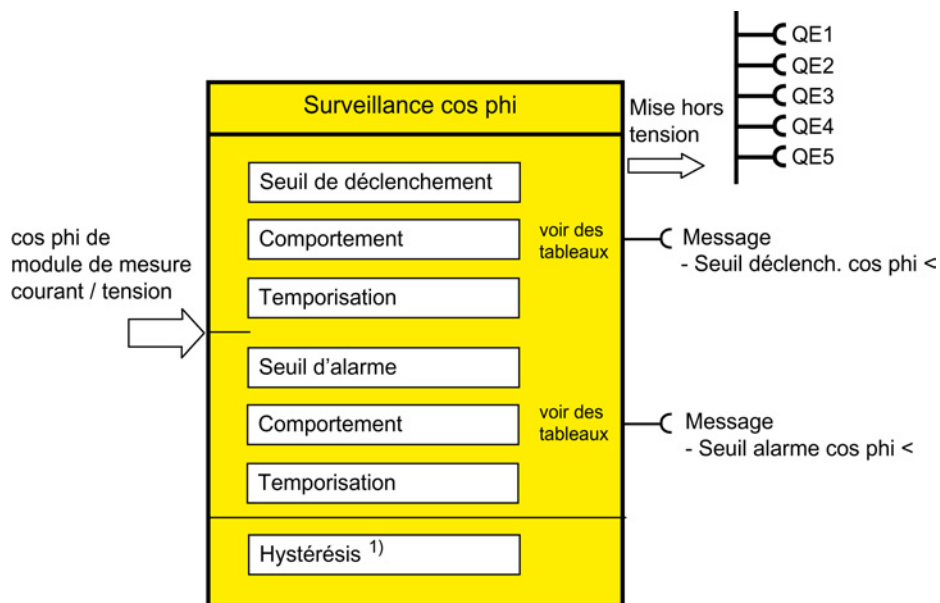 QE1
QE2
QE3
QE4
QE5
Surveillance cos phi
Mise hors
tension
Seuil de déclenchement
cos phi de
module de mesure
courant / tension
Comportement
voir des
tableaux
Message
- Seuil déclench. cos phi <
Temporisation
Seuil d'alarme
Comportement
voir des
tableaux
Message
- Seuil alarme cos phi <
Temporisation
Hystérésis 1)